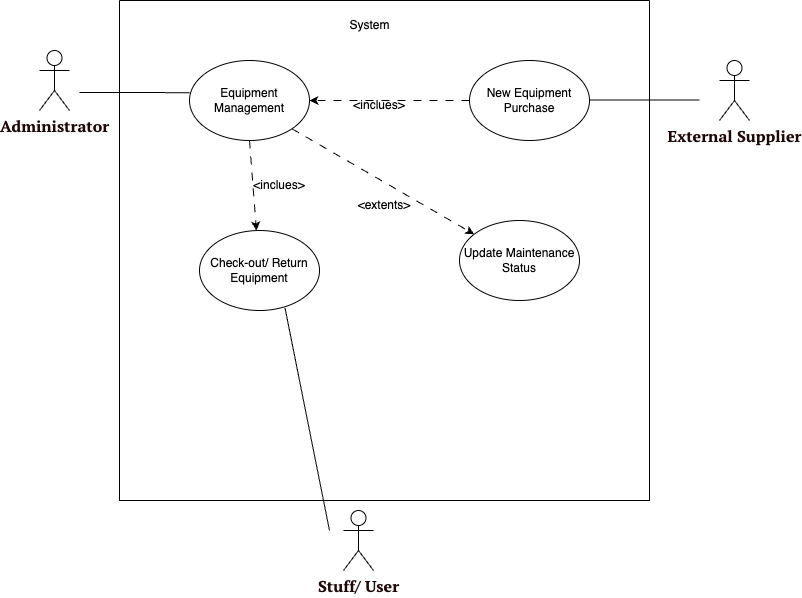 System
Equipment
Management
New Equipment
Purchase
<inclues>
Administrator
External Supplier
<inclues>
<extents>
Check-out/ Return
Equipment
Update Maintenance
Status
Stuff/ User